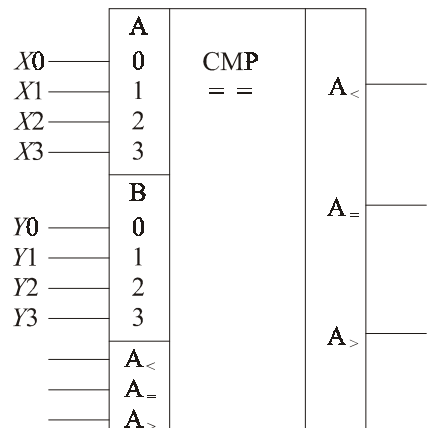 A
X0 0 CMP
X1 1 = = A<
X2 2
X3 3
B
A=
Y0 0
Y1 1
Y2 2
Y3 3
A>
A<
A=
A>